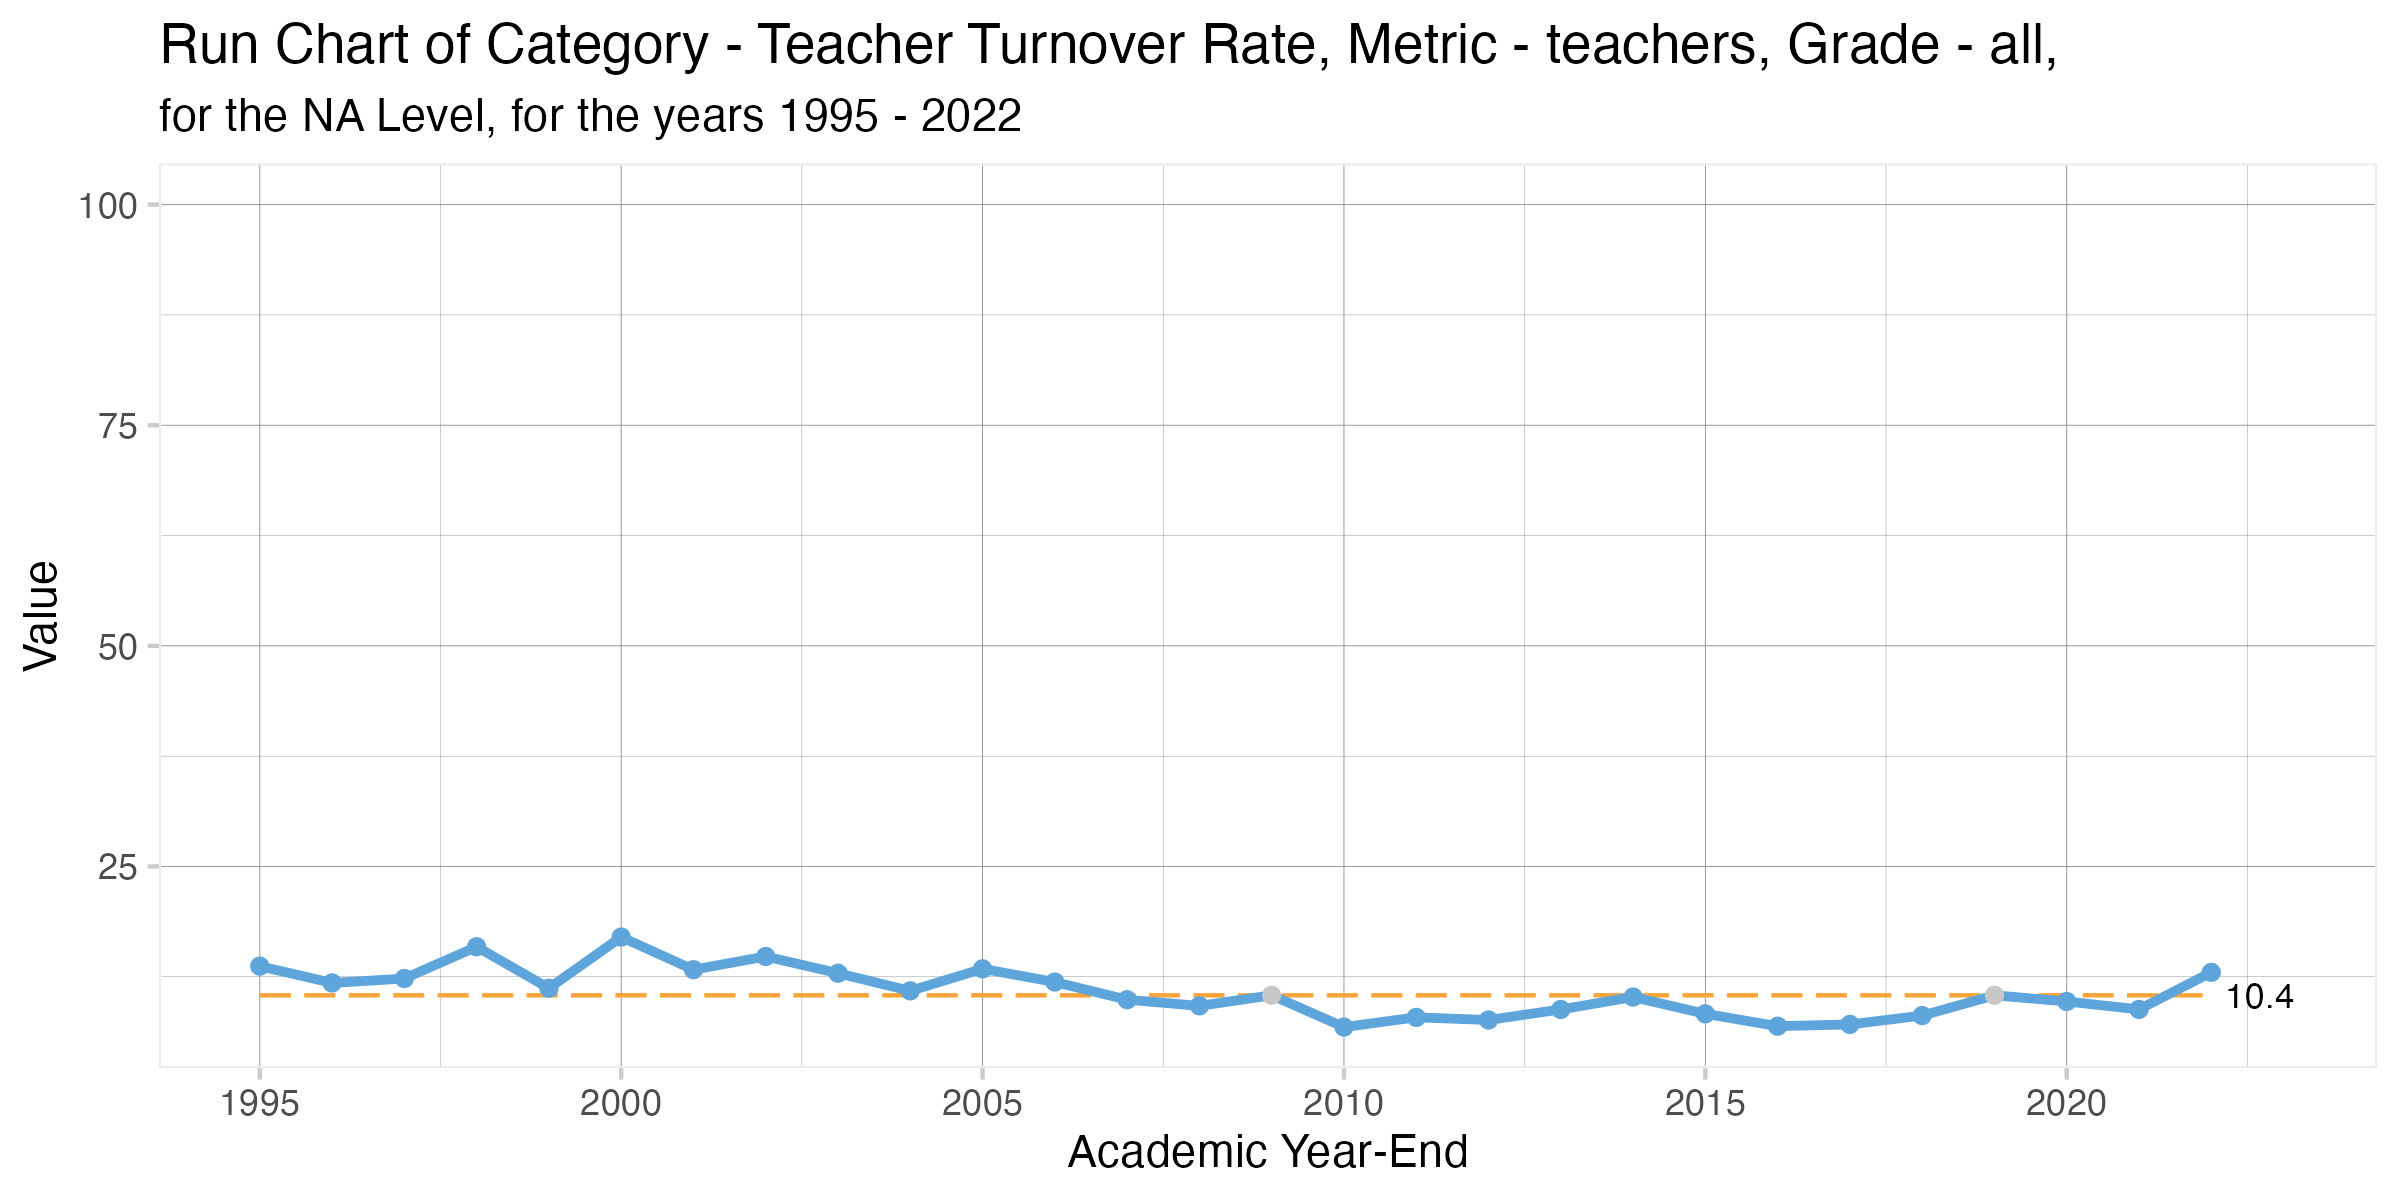 Run Chart of Category - Teacher Turnover Rate, Metric - teachers, Grade - all,
for the NA Level, for the years 1995 - 2022
100
75
50
25
Value
10.4
1995 2000 2005 2010 2015 2020
Academic Year-End